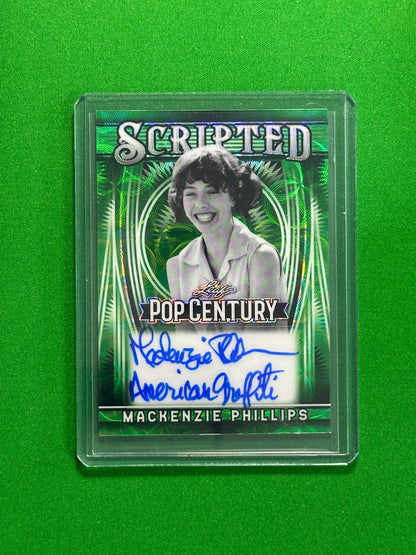 SCRIPTED
Leaf
POP CENTURY
Mackenzie Phillips
American Graffiti
MACKENZIE PHILLIPS